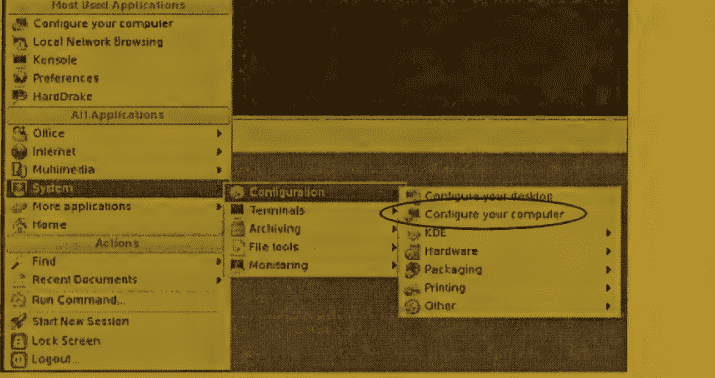 Most Used Applications
Configure your computer
Local Network Browsing
Konsole
Preferences
HardDrake
All Applications
Office
Internet
Multimedia
System
More applications
Home
Actions
Find
Recent Documents
Run Command...
Start New Session
Lock Screen
Logout...
Configuration
Terminals
Archiving
File tools
Monitoring
Configure your desktop
Configure your computer
KDE
Hardware
Packaging
Printing
Other